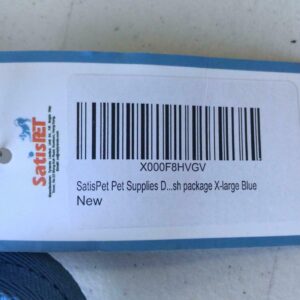 SatisPET
X000F8HVGV
SatisPet Pet Supplies D...sh package X-large Blue
New